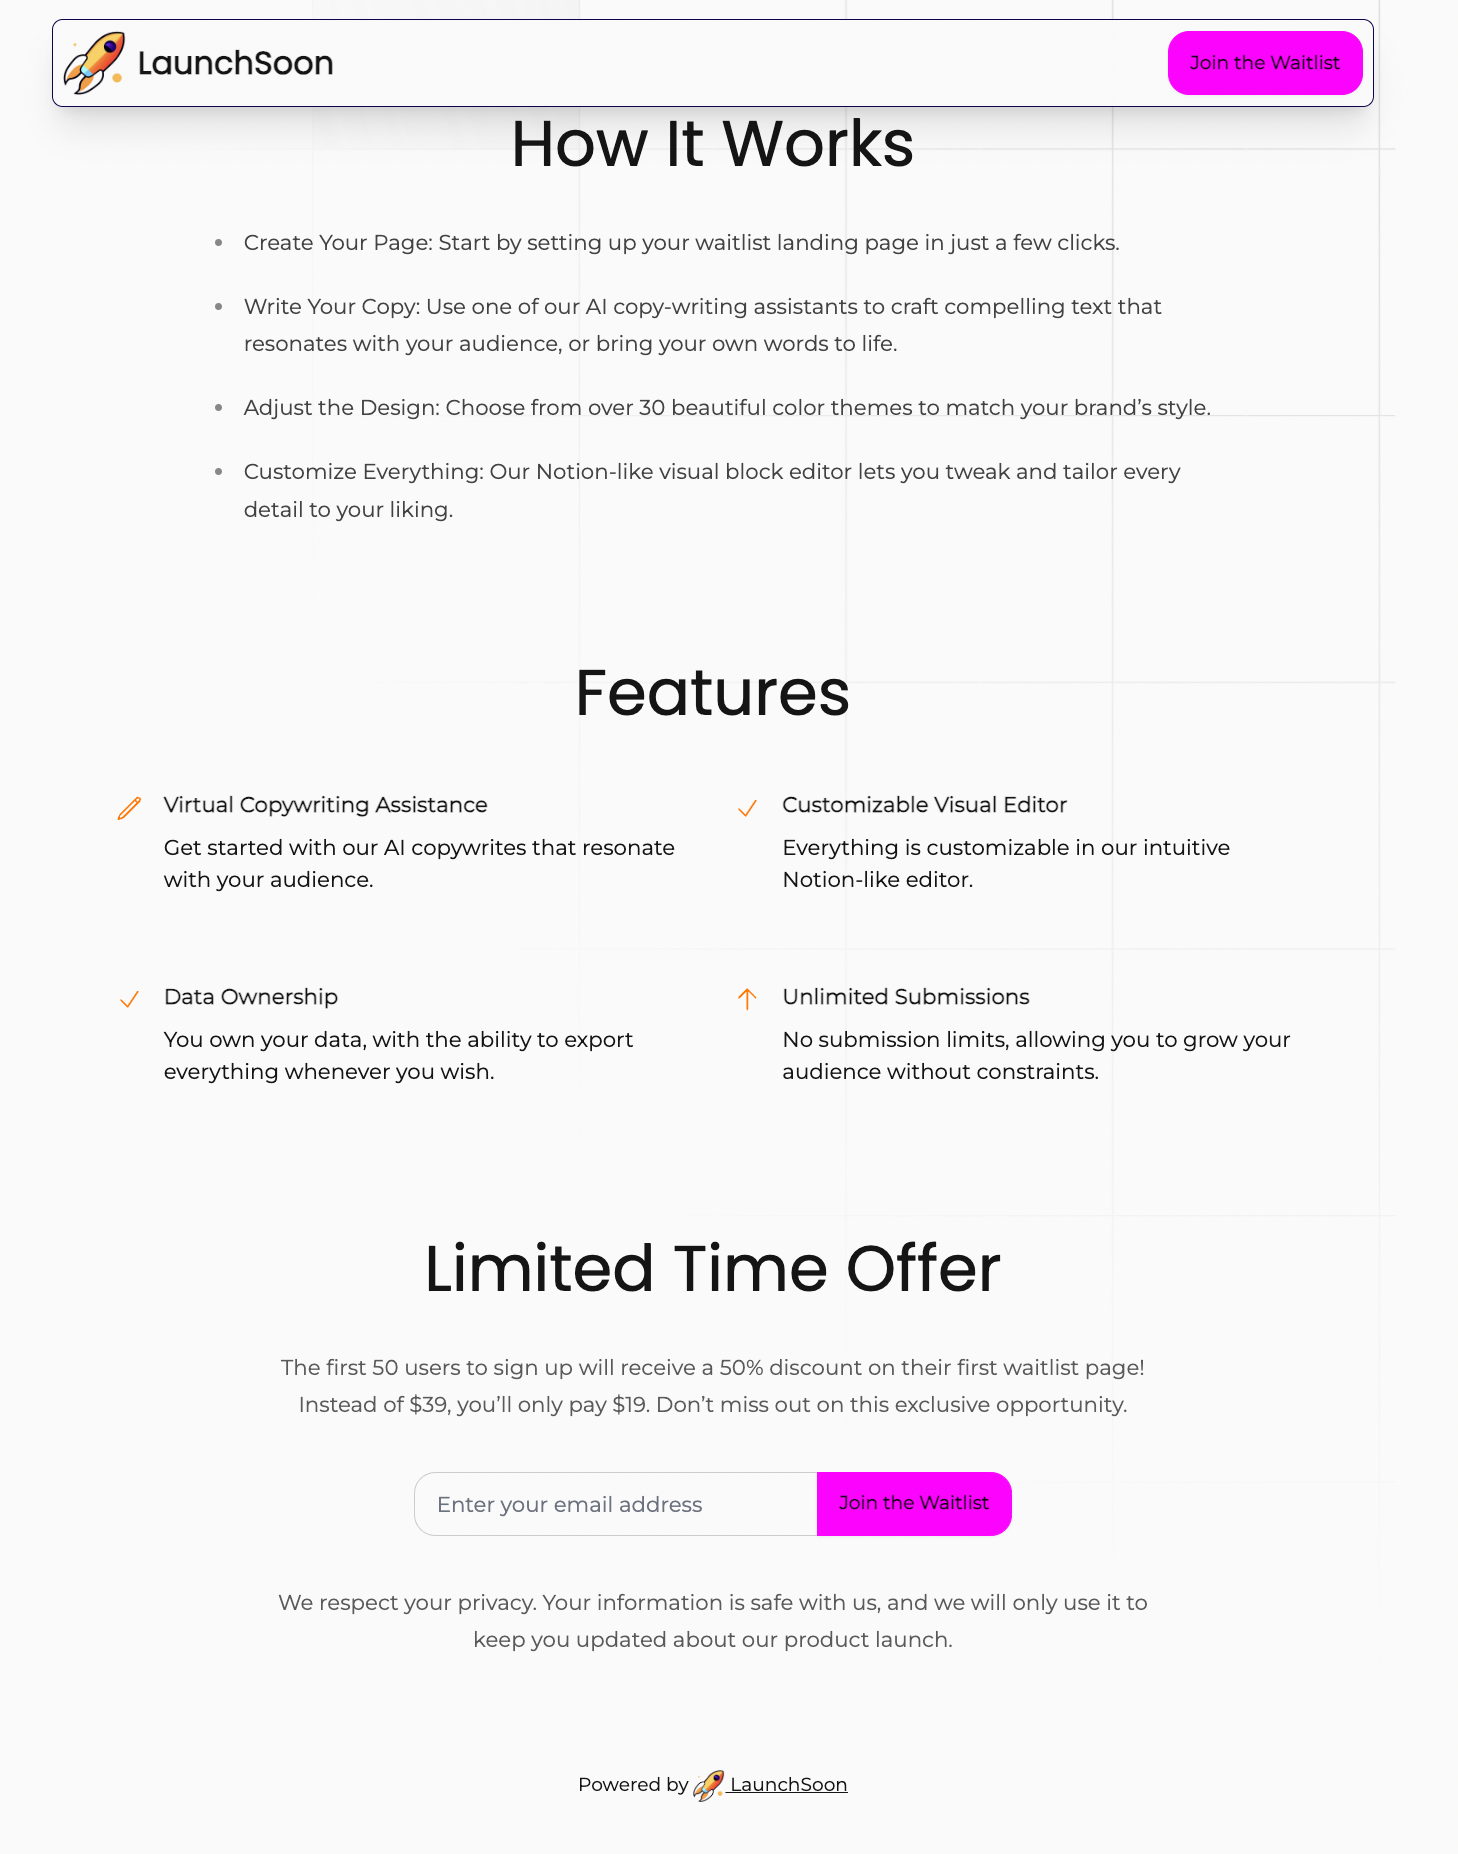 LaunchSoon
Join the Waitlist
How It Works
Create Your Page: Start by setting up your waitlist landing page in just a few clicks.
Write Your Copy: Use one of our AI copy-writing assistants to craft compelling text that
resonates with your audience, or bring your own words to life.
Adjust the Design: Choose from over 30 beautiful color themes to match your brand’s style.
Customize Everything: Our Notion-like visual block editor lets you tweak and tailor every
detail to your liking.
Features
Virtual Copywriting Assistance
Get started with our AI copywrites that resonate
with your audience.
Customizable Visual Editor
Everything is customizable in our intuitive
Notion-like editor.
Data Ownership
You own your data, with the ability to export
everything whenever you wish.
Unlimited Submissions
No submission limits, allowing you to grow your
audience without constraints.
Limited Time Offer
The first 50 users to sign up will receive a 50% discount on their first waitlist page!
Instead of $39, you’ll only pay $19. Don’t miss out on this exclusive opportunity.
Enter your email address
Join the Waitlist
We respect your privacy. Your information is safe with us, and we will only use it to
keep you updated about our product launch.
Powered by LaunchSoon